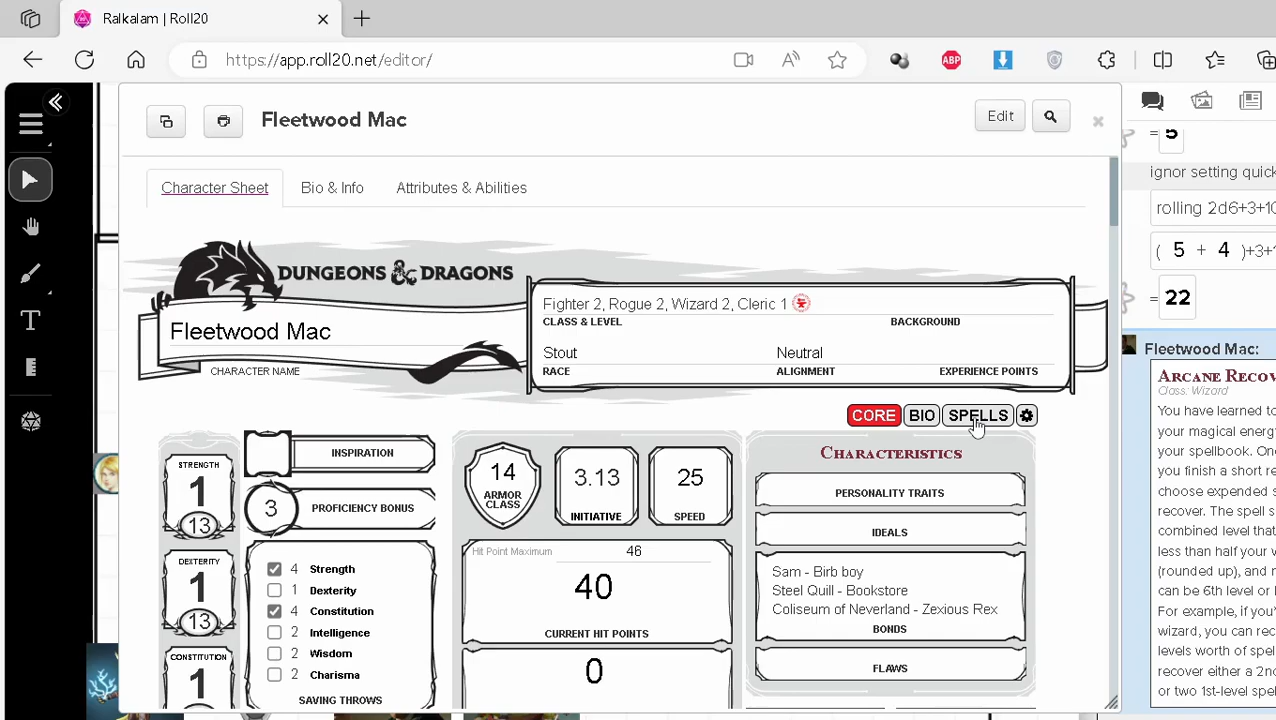 Ralkalam | Roll20
https://app.roll20.net/editor/
ABP
Fleetwood Mac
Edit
Character Sheet
Bio & Info
Attributes & Abilities
DUNGEONS & DRAGONS
Fleetwood Mac
CHARACTER NAME
Fighter 2, Rogue 2, Wizard 2, Cleric 1
CLASS & LEVEL
BACKGROUND
Stout
Neutral
RACE
ALIGNMENT
EXPERIENCE POINTS
CORE
BIO
SPELLS
STRENGTH
1
13
DEXTERITY
1
13
CONSTITUTION
1
INSPIRATION
3
PROFICIENCY BONUS
4 Strength
1 Dexterity
4 Constitution
2 Intelligence
2 Wisdom
2 Charisma
SAVING THROWS
14
ARMOR
CLASS
3.13
INITIATIVE
25
SPEED
Hit Point Maximum
46
40
CURRENT HIT POINTS
0
CHARACTERISTICS
PERSONALITY TRAITS
IDEALS
Sam - Birb boy
Steel Quill - Bookstore
Coliseum of Neverland - Zexious Rex
BONDS
FLAWS
= 5
ignor setting quick
rolling 2d6+3+10
( 5 + 4 )+3+1
= 22
Fleetwood Mac:
ARCANE RECOV
Class: Wizard
You have learned to
your magical energy
your spellbook. On
you finish a short re
choose expended s
recover. The spell s
combined level that
less than half your w
(rounded up), and n
can be 6th level or h
For example, if you'
wizard, you can rec
levels worth of spel
recover either a 2nd
or two 1st-level spel